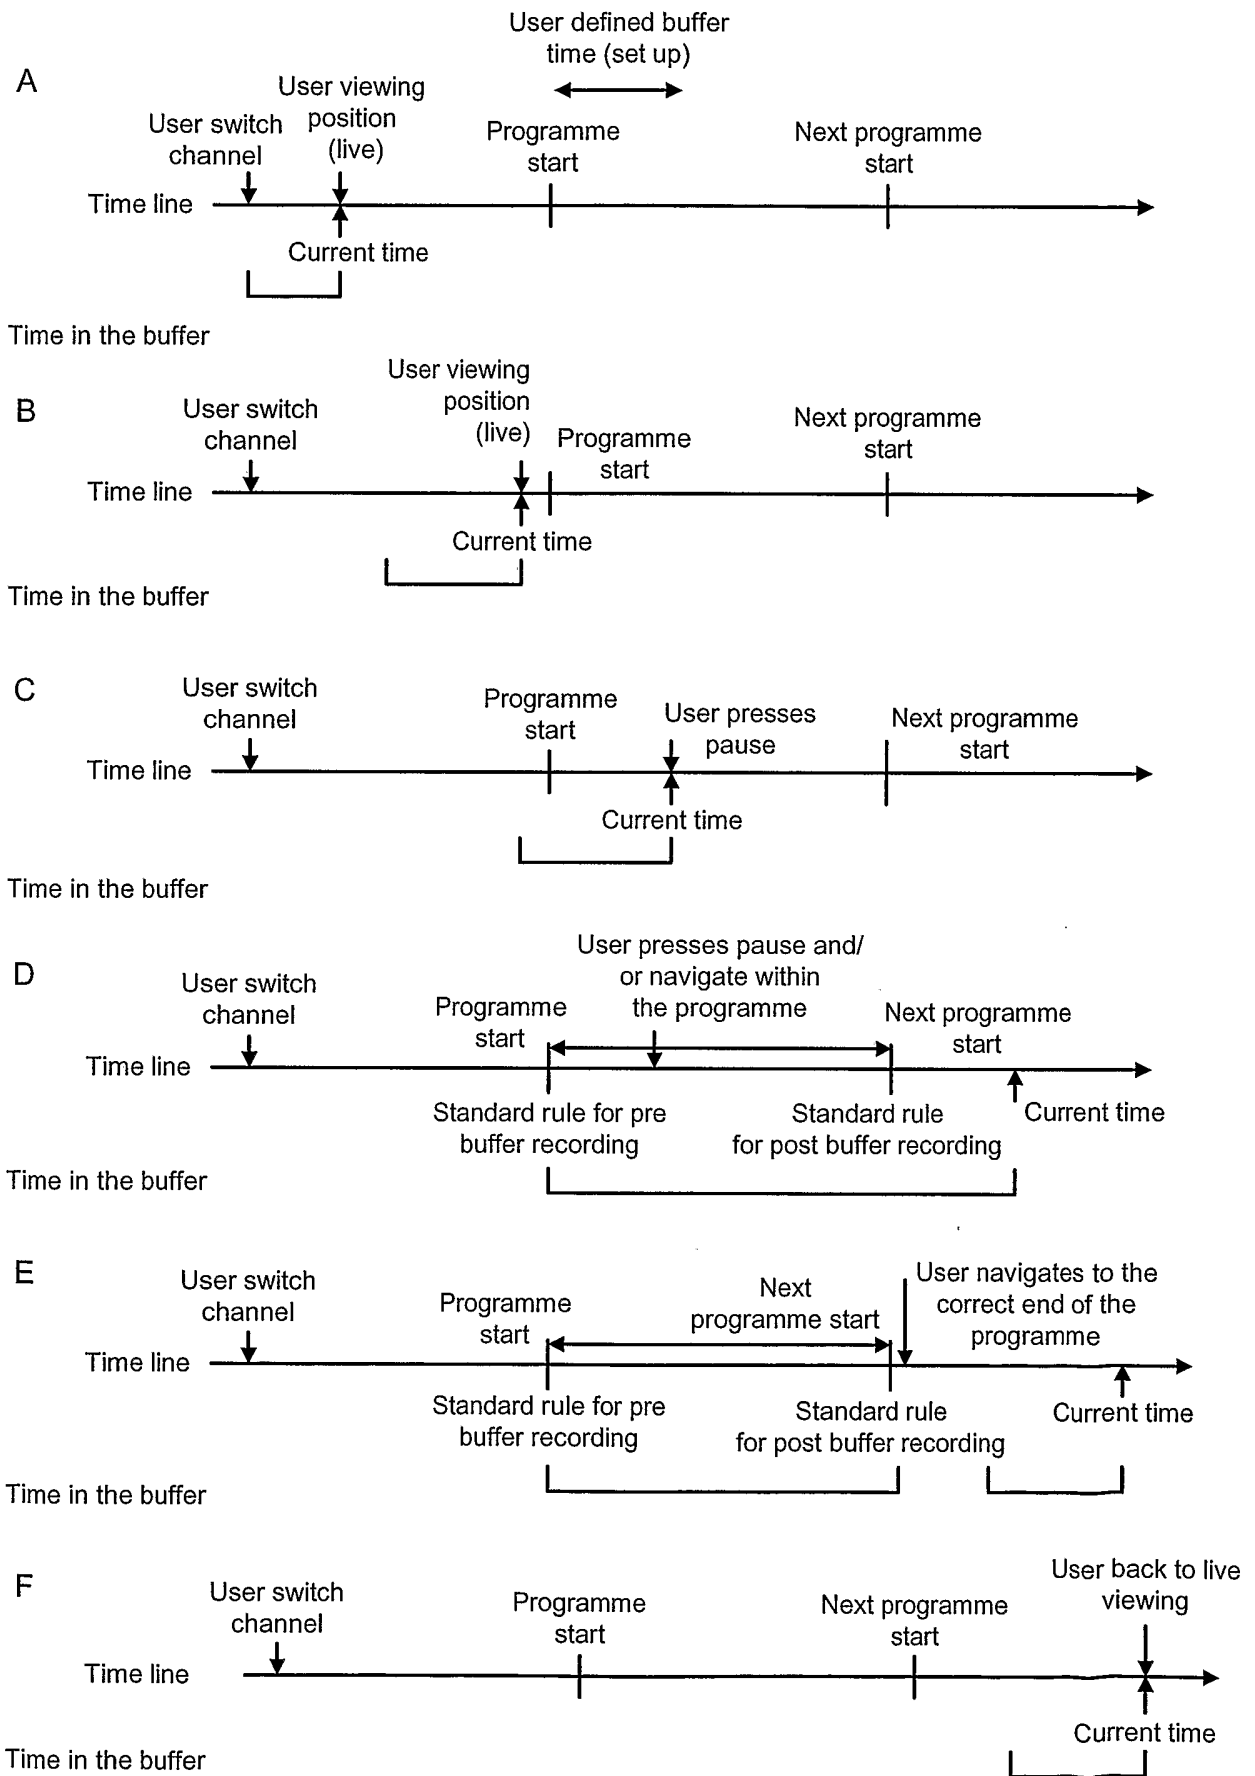 User defined buffer
time (set up)
A
User viewing
position
(live)
User switch
channel
Programme
start
Next programme
start
Time line
Current time
Time in the buffer
B
User viewing
position
(live)
User switch
channel
Programme
start
Next programme
start
Time line
Current time
Time in the buffer
C
User switch
channel
Programme
start
User presses
pause
Next programme
start
Time line
Current time
Time in the buffer
D
User presses pause and/
or navigate within
the programme
User switch
channel
Programme
start
Next programme
start
Time line
Standard rule for pre
buffer recording
Standard rule
for post buffer recording
Current time
Time in the buffer
E
User switch
channel
Programme
start
Next
programme start
User navigates to the
correct end of the
programme
Time line
Standard rule for pre
buffer recording
Standard rule
for post buffer recording
Current time
Time in the buffer
F
User switch
channel
Programme
start
Next programme
start
User back to live
viewing
Time line
Current time
Time in the buffer